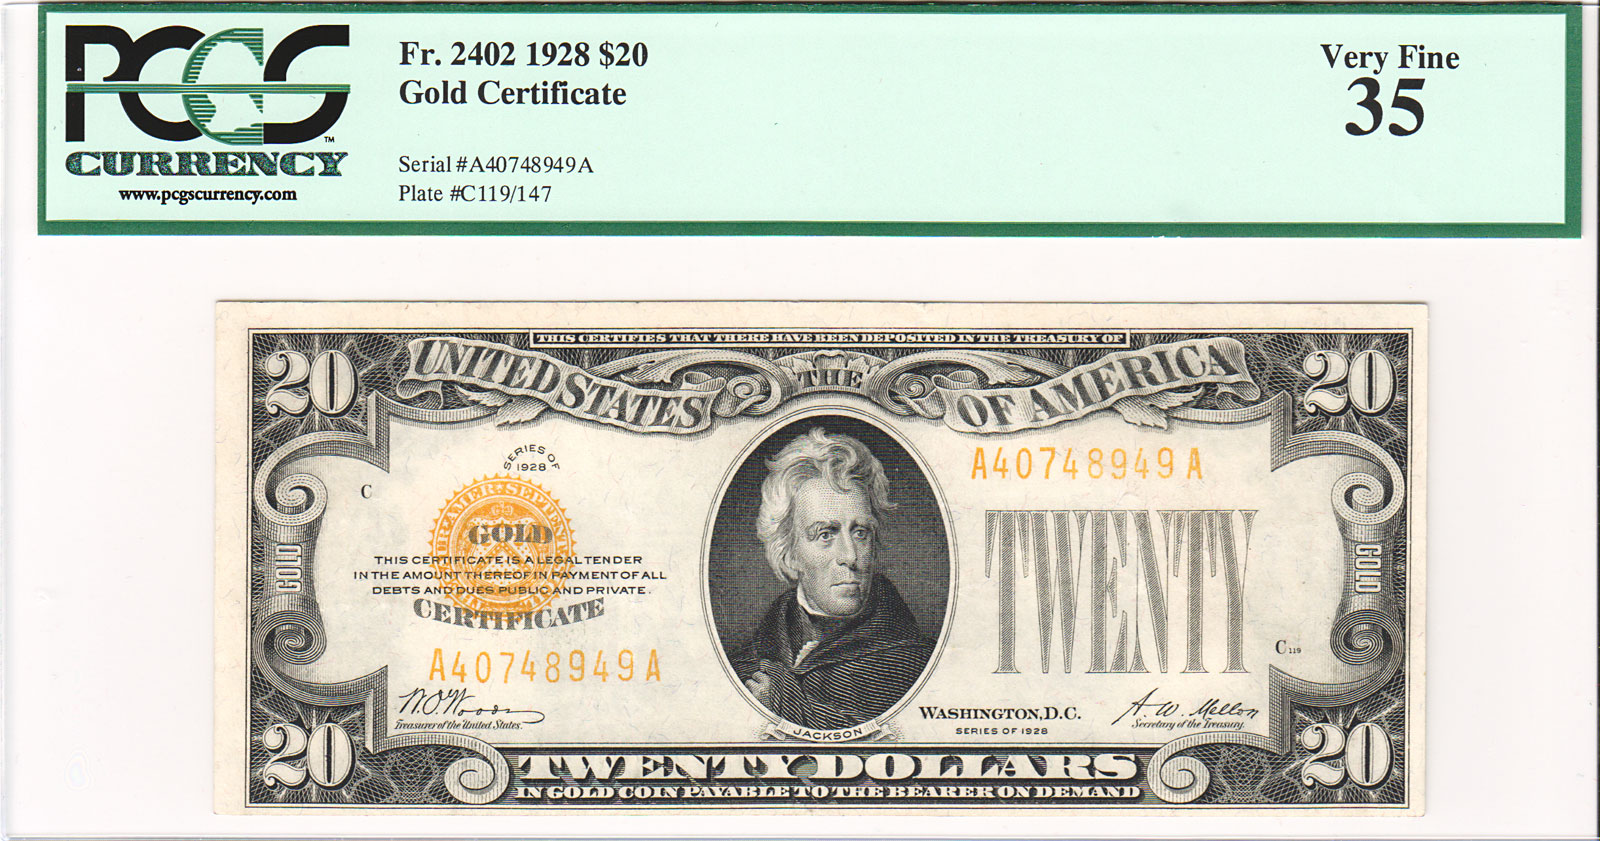 PCGS
CURRENCY
™
www.pcgscurrency.com
Fr. 2402 1928 $20
Gold Certificate
Serial #A40748949A
Plate #C119/147
Very Fine
35
THIS CERTIFIES THAT THERE HAVE BEEN DEPOSITED IN THE TREASURY OF
20
UNITED STATES
THE
OF AMERICA
20
SERIES OF
1928
A40748949A
C
GOLD
THIS CERTIFICATE IS A LEGAL TENDER
IN THE AMOUNT THEREOF IN PAYMENT OF ALL
DEBTS AND DUES PUBLIC AND PRIVATE.
CERTIFICATE
GOLD
TWENTY
GOLD
C119
A40748949A
W.O.Woods
Treasurer of the United States.
WASHINGTON, D.C.
SERIES OF 1928
A. W. Mellon
Secretary of the Treasury.
JACKSON
20
TWENTY DOLLARS
20
IN GOLD COIN PAYABLE TO THE BEARER ON DEMAND